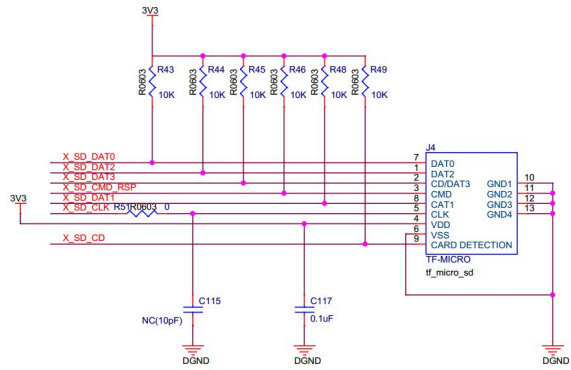 3V3
R43
R0603
10K
R44
R0603
10K
R45
R0603
10K
R46
R0603
10K
R48
R0603
10K
R49
R0603
10K
J4
X_SD_DAT0 7 DAT0
X_SD_DAT2 1 DAT2
X_SD_DAT3 2 CD/DAT3 GND1 10
X_SD_CMD_RSP 3 CMD GND2 11
X_SD_DAT1 8 CAT1 GND3 12
3V3 X_SD_CLK R51 R0603 0 5 CLK GND4 13
4 VDD
6 VSS
X_SD_CD 9 CARD DETECTION
TF-MICRO
tf_micro_sd
C115
NC(10pF)
C117
0.1uF
DGND
DGND
DGND